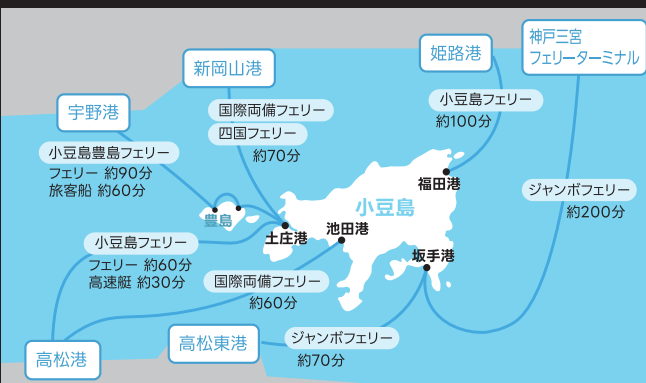 神戸三宮
フェリーターミナル
姫路港
新岡山港
宇野港
小豆島フェリー
約100分
国際両備フェリー
四国フェリー
約70分
小豆島豊島フェリー
フェリー 約90分
旅客船 約60分
福田港
ジャンボフェリー
約200分
小豆島
豊島
土庄港
池田港
坂手港
小豆島フェリー
フェリー 約60分
高速艇 約30分
国際両備フェリー
約60分
高松東港
ジャンボフェリー
約70分
高松港